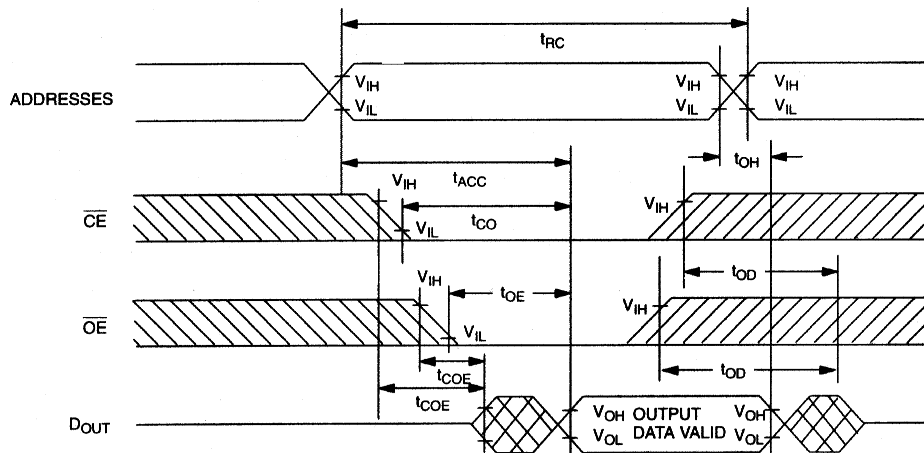 tRC
ADDRESSES
VIH
VIL
VIH
VIL
VIH
VIL
tOH
tACC
CE
VIH
VIL
tCO
VIH
OE
VIH
VIL
tOE
VIH
tOD
tCOE
tCOE
tOD
DOUT
VOH OUTPUT VOH
VOL DATA VALID VOL